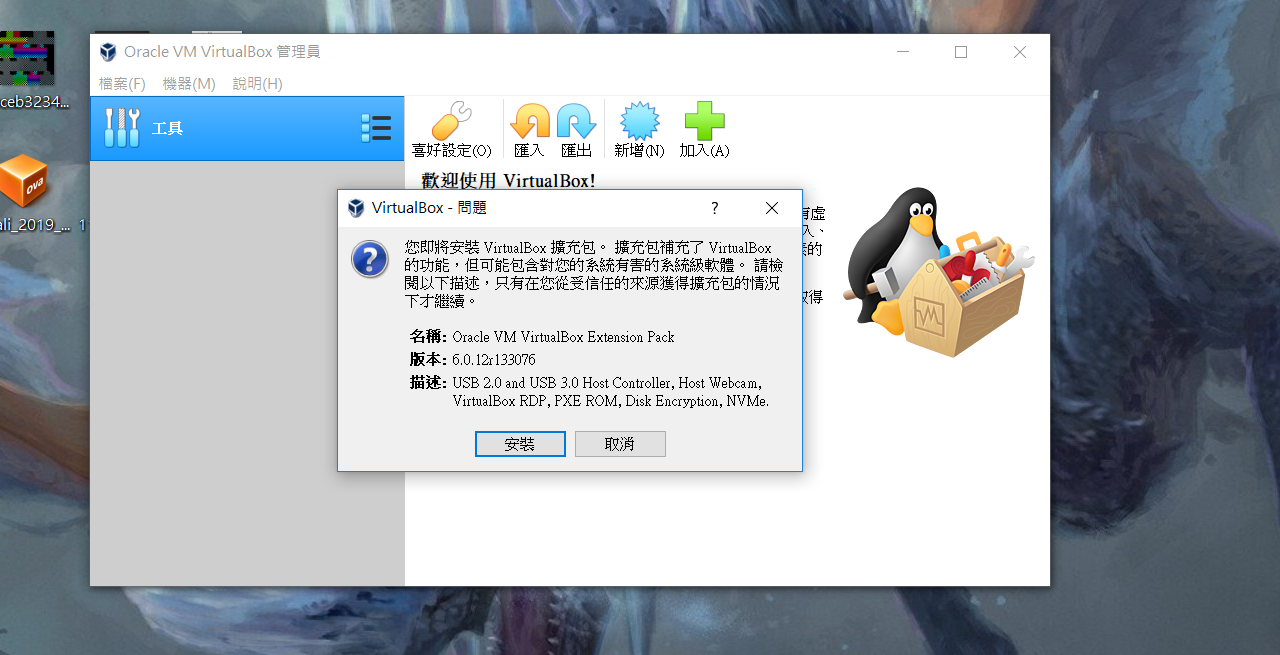 Oracle VM VirtualBox 管理員
檔案(F) 機器(M) 說明(H)
ceb3234...
工具
喜好設定(O) 匯入 匯出 新增(N) 加入(A)
歡迎使用 VirtualBox!
ova
ali_2019_... 1
VirtualBox - 問題 ?
您即將安裝 VirtualBox 擴充包。 擴充包補充了 VirtualBox
的功能，但可能包含對您的系統有害的系統級軟體。 請檢
閱以下描述，只有在您從受信任的來源獲得擴充包的情況
下才繼續。
名稱: Oracle VM VirtualBox Extension Pack
版本: 6.0.12r133076
描述: USB 2.0 and USB 3.0 Host Controller, Host Webcam,
VirtualBox RDP, PXE ROM, Disk Encryption, NVMe.
安裝 取消